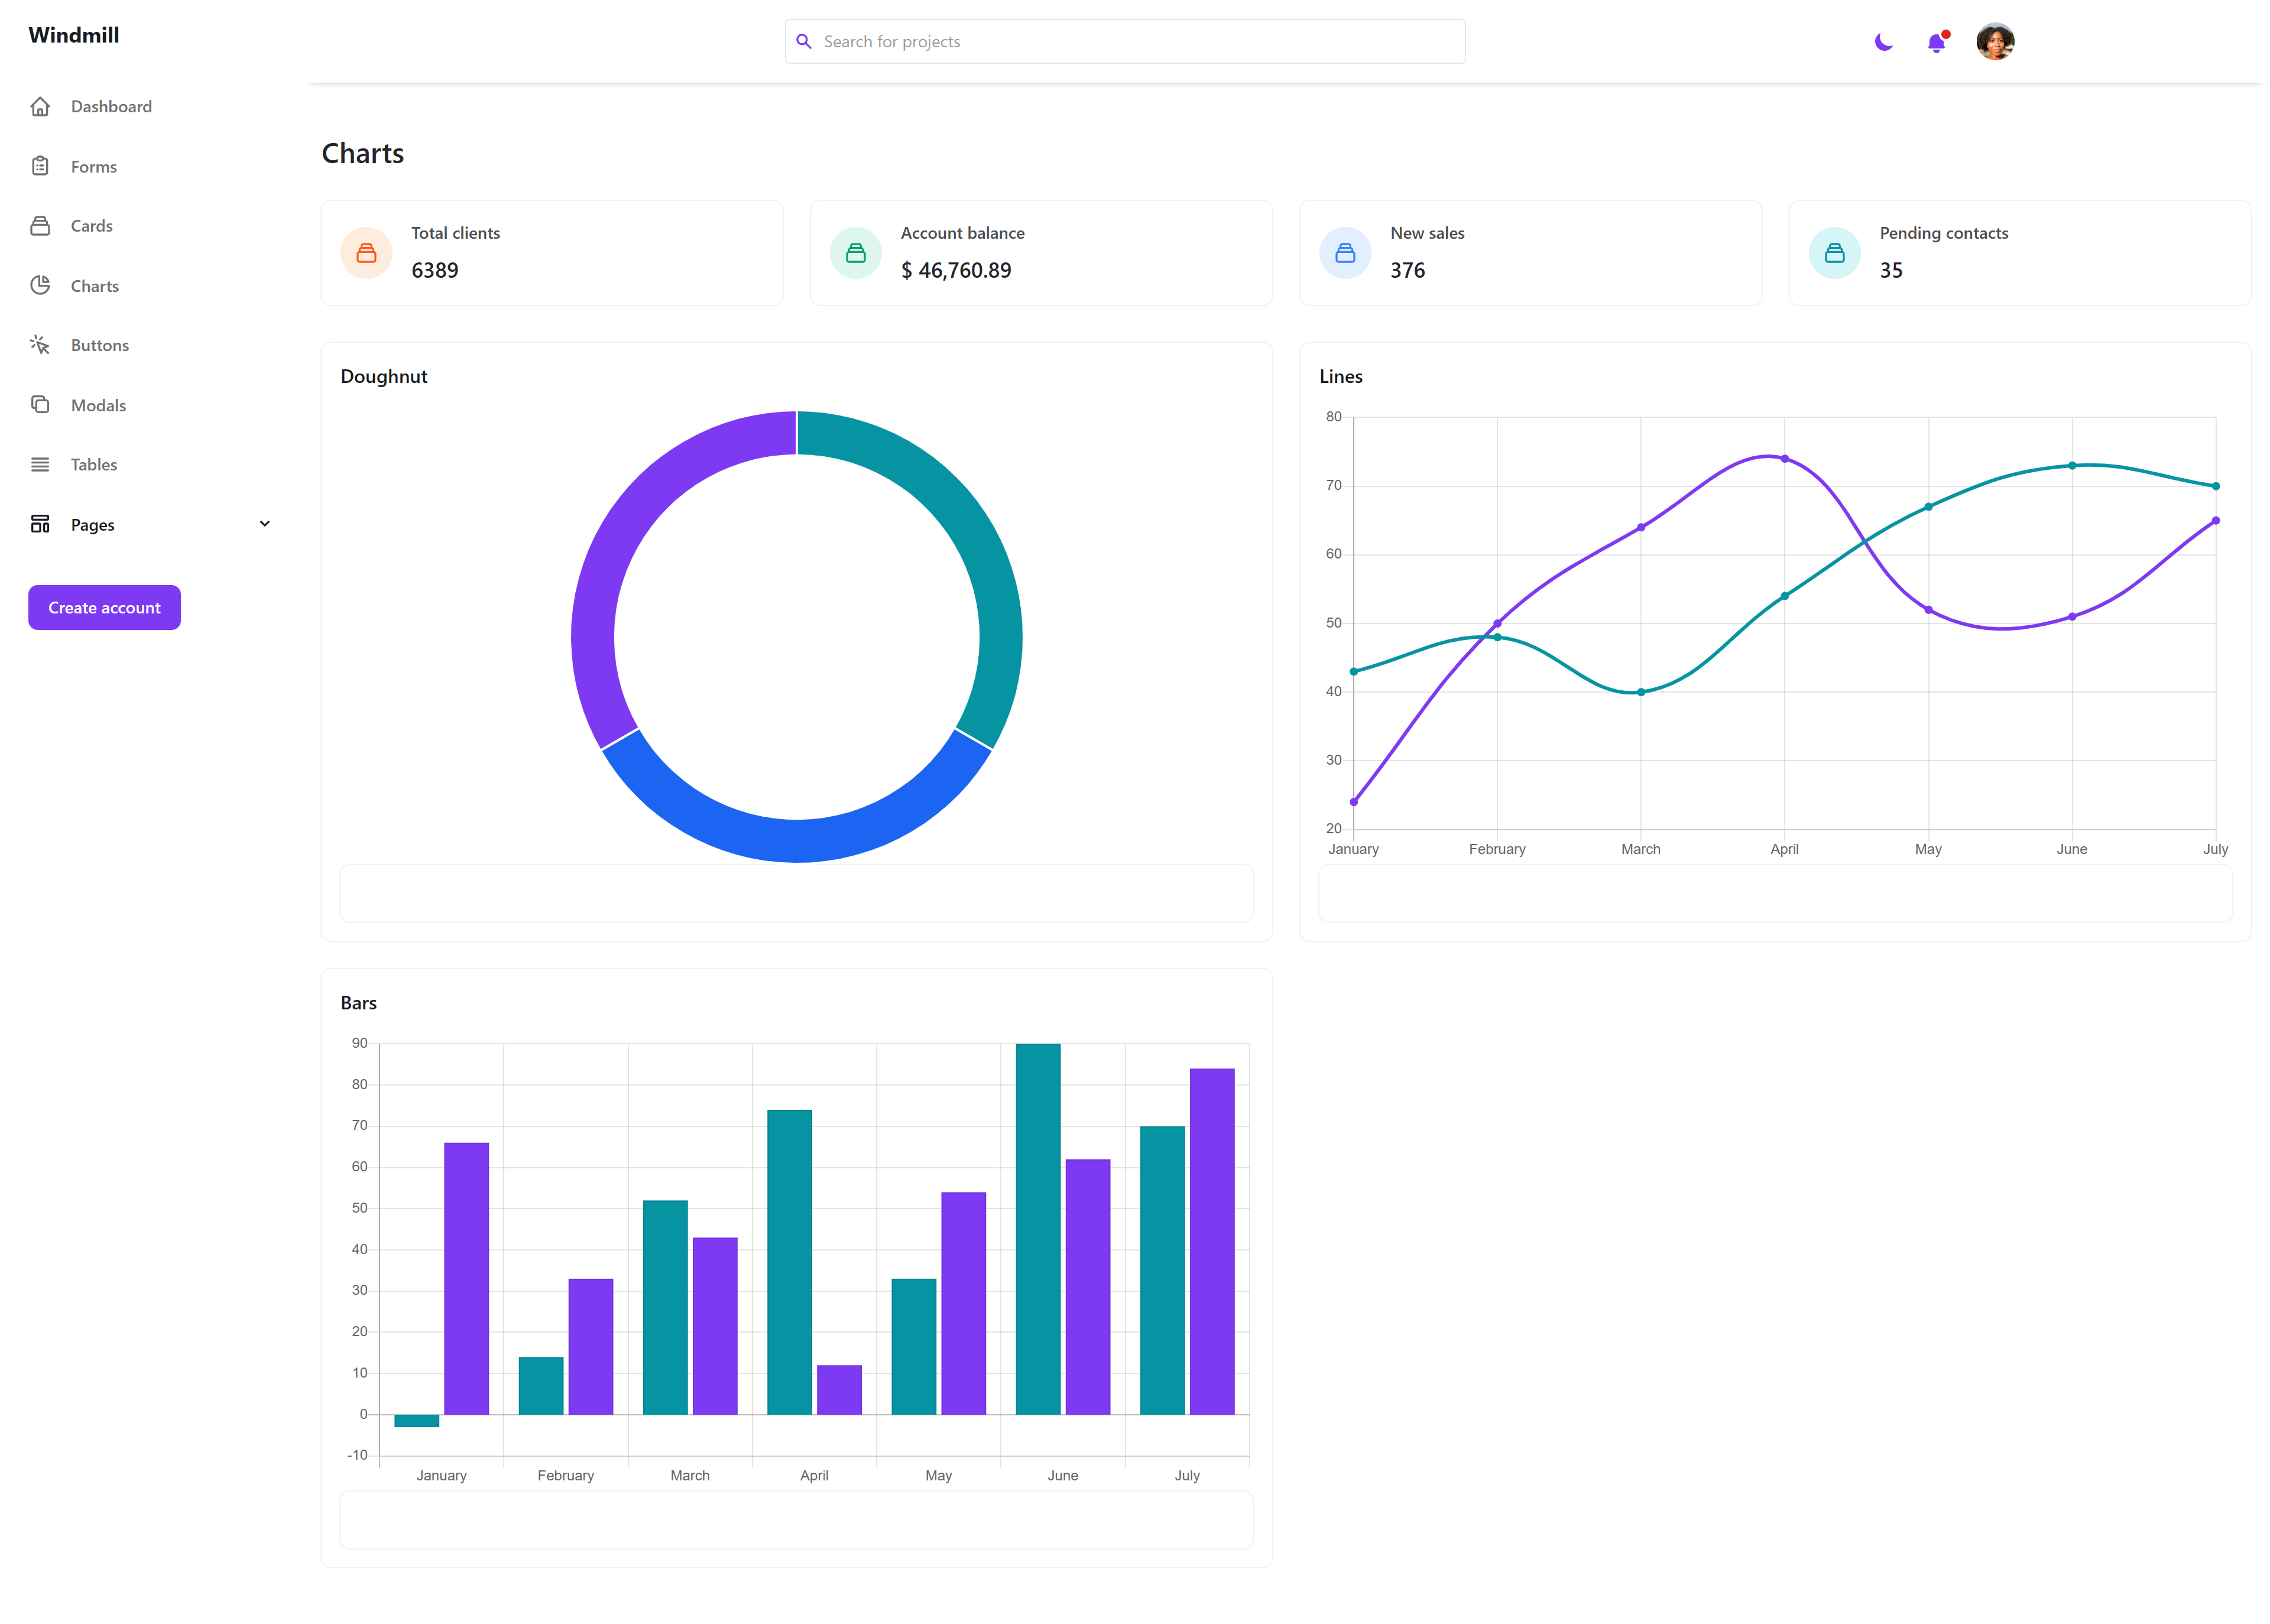 Windmill
Search for projects
Dashboard
Forms
Cards
Charts
Buttons
Modals
Tables
Pages
Create account
Charts
Total clients
6389
Account balance
$ 46,760.89
New sales
376
Pending contacts
35
Doughnut
Lines
80
70
60
50
40
30
20
January February March April May June July
Bars
90
80
70
60
50
40
30
20
10
0
-10
January February March April May June July